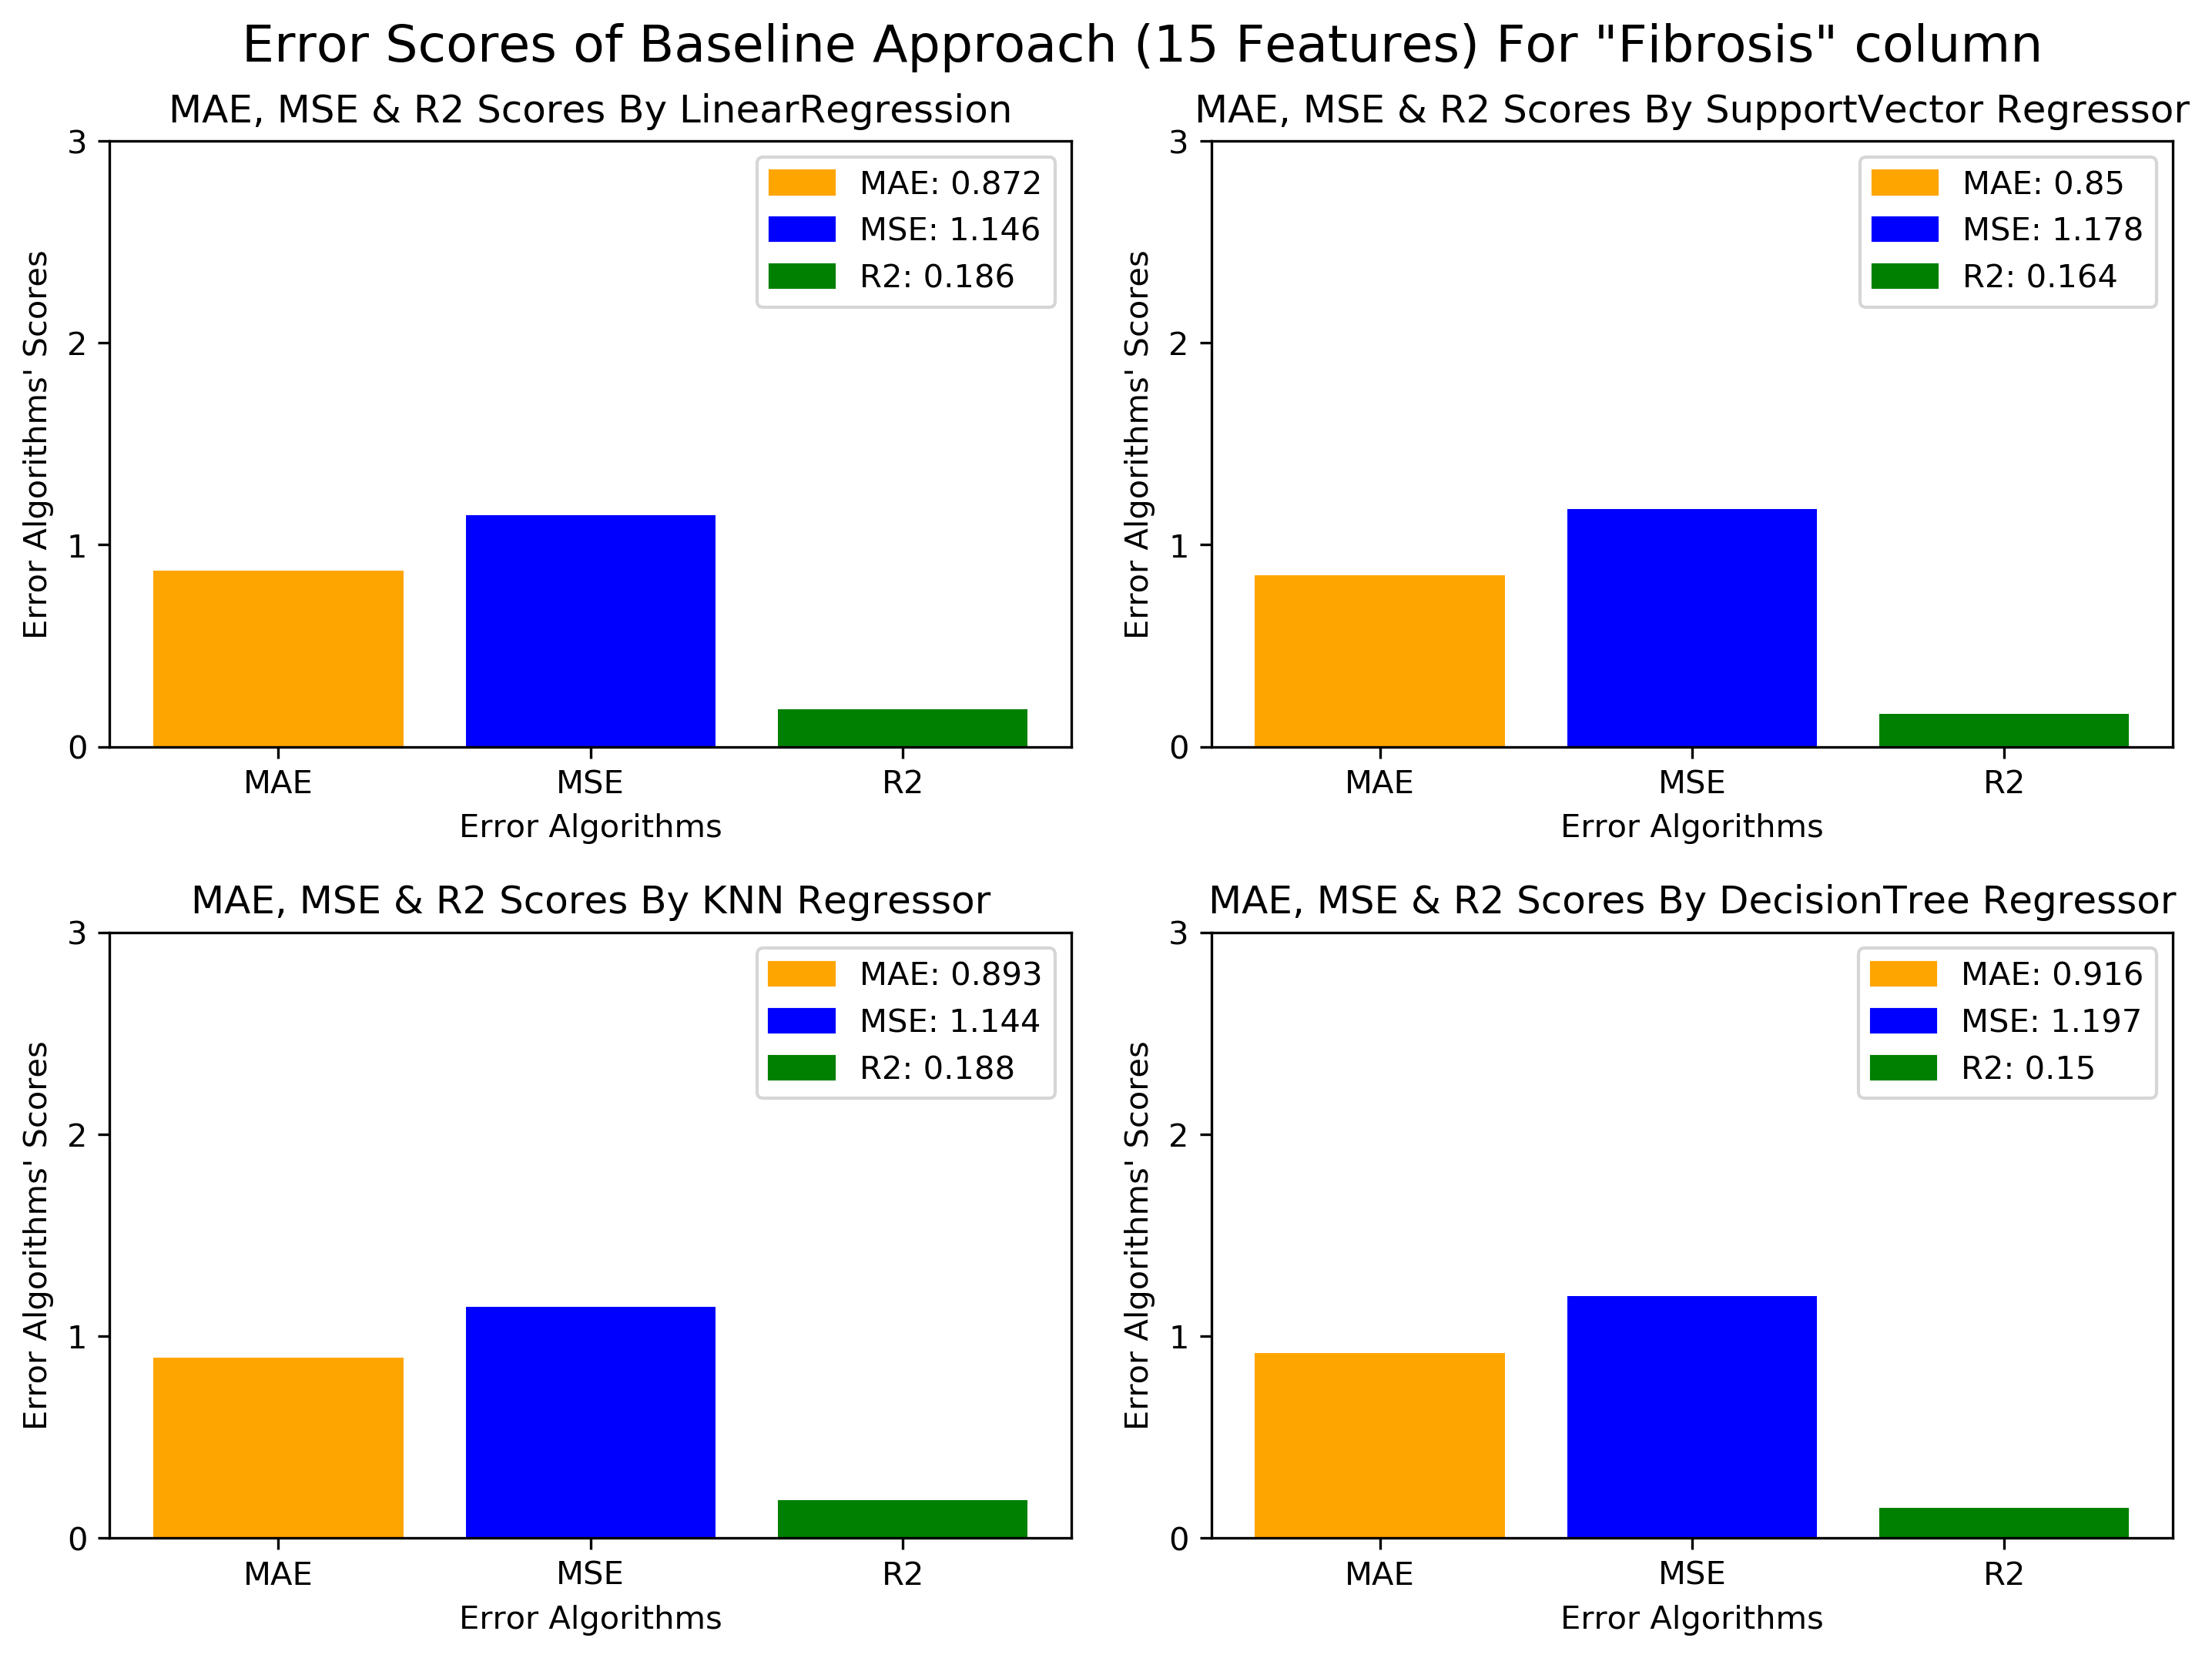 Error Scores of Baseline Approach (15 Features) For "Fibrosis" column
MAE, MSE & R2 Scores By LinearRegression
3
2
1
0
Error Algorithms' Scores
MAE: 0.872
MSE: 1.146
R2: 0.186
MAE
MSE
R2
Error Algorithms
MAE, MSE & R2 Scores By SupportVector Regressor
3
2
1
0
Error Algorithms' Scores
MAE: 0.85
MSE: 1.178
R2: 0.164
MAE
MSE
R2
Error Algorithms
MAE, MSE & R2 Scores By KNN Regressor
3
2
1
0
Error Algorithms' Scores
MAE: 0.893
MSE: 1.144
R2: 0.188
MAE
MSE
R2
Error Algorithms
MAE, MSE & R2 Scores By DecisionTree Regressor
3
2
1
0
Error Algorithms' Scores
MAE: 0.916
MSE: 1.197
R2: 0.15
MAE
MSE
R2
Error Algorithms